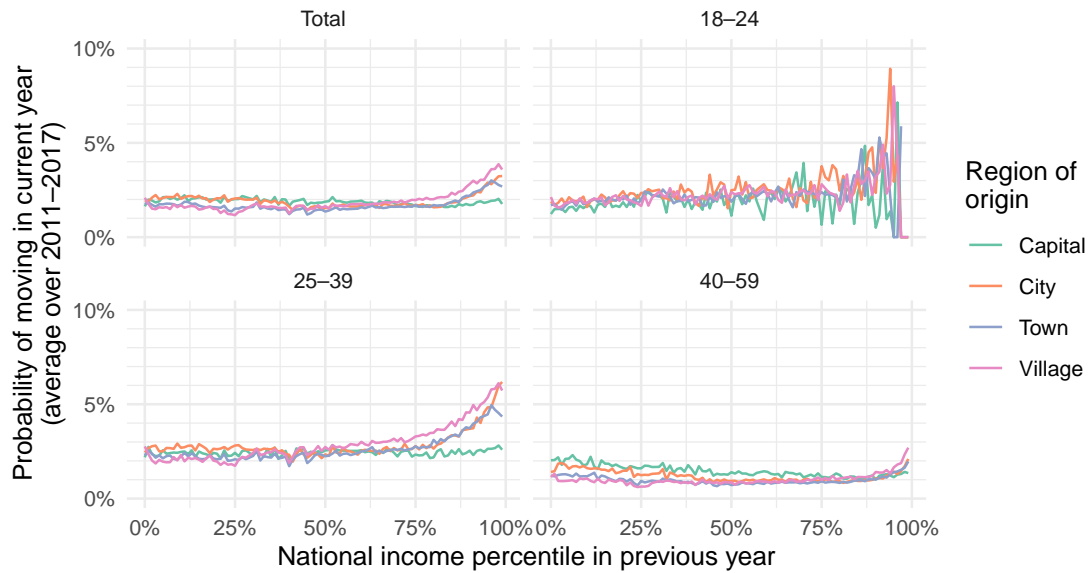 Total
18–24
10%
5%
0%
25–39
40–59
10%
5%
0%
0%
25%
50%
75%
100%
0%
25%
50%
75%
100%
National income percentile in previous year
Probability of moving in current year
(average over 2011–2017)
Region of
origin
Capital
City
Town
Village